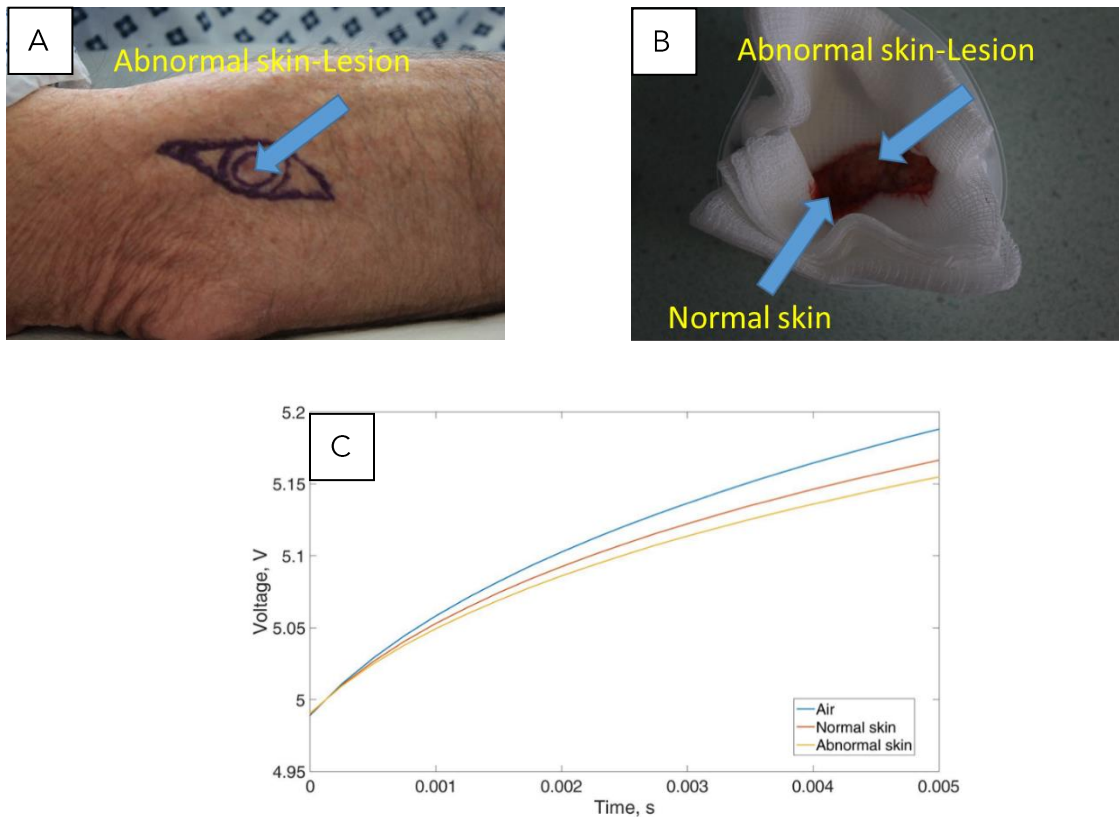 A
Abnormal skin-Lesion
B
Abnormal skin-Lesion
Normal skin
C
5.2
5.15
5.1
5.05
5
4.95
Voltage, V
0 0.001 0.002 0.003 0.004 0.005
Time, s
Air
Normal skin
Abnormal skin